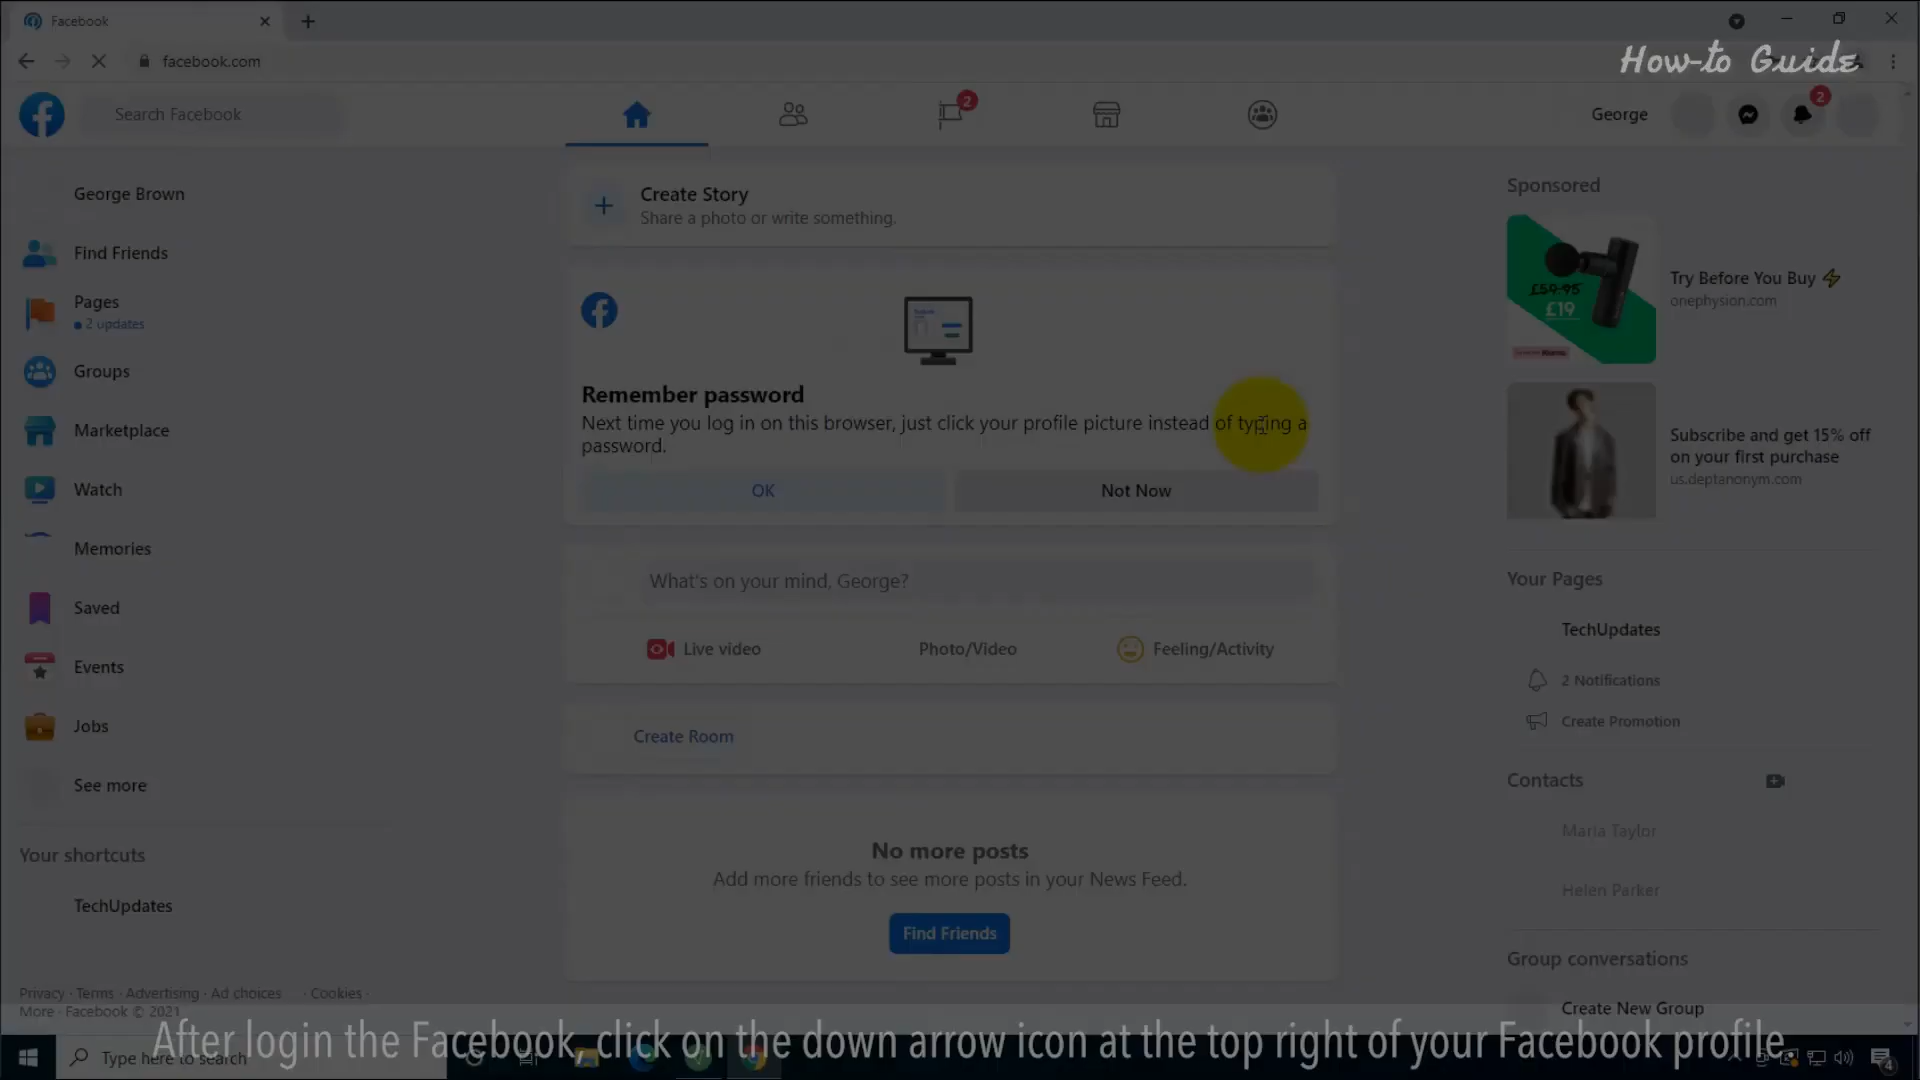 Facebook
facebook.com
How-to Guide
Search Facebook
2
George
2
George Brown
Find Friends
Pages
2 updates
Groups
Marketplace
Watch
Memories
Saved
Events
Jobs
See more
Your shortcuts
TechUpdates
Privacy · Terms · Advertising · Ad choices · Cookies ·
More · Facebook © 2021
Create Story
Share a photo or write something.
Remember password
Next time you log in on this browser, just click your profile picture instead of typing a
password.
OK
Not Now
What's on your mind, George?
Live video
Photo/Video
Feeling/Activity
Create Room
No more posts
Add more friends to see more posts in your News Feed.
Find Friends
Sponsored
£59.95
£19
Klarna
Try Before You Buy ⚡
onephysion.com
Subscribe and get 15% off
on your first purchase
us.deptanonym.com
Your Pages
TechUpdates
2 Notifications
Create Promotion
Contacts
Maria Taylor
Helen Parker
Group conversations
Create New Group
After login the Facebook, click on the down arrow icon at the top right of your Facebook profile.
Type here to search
4